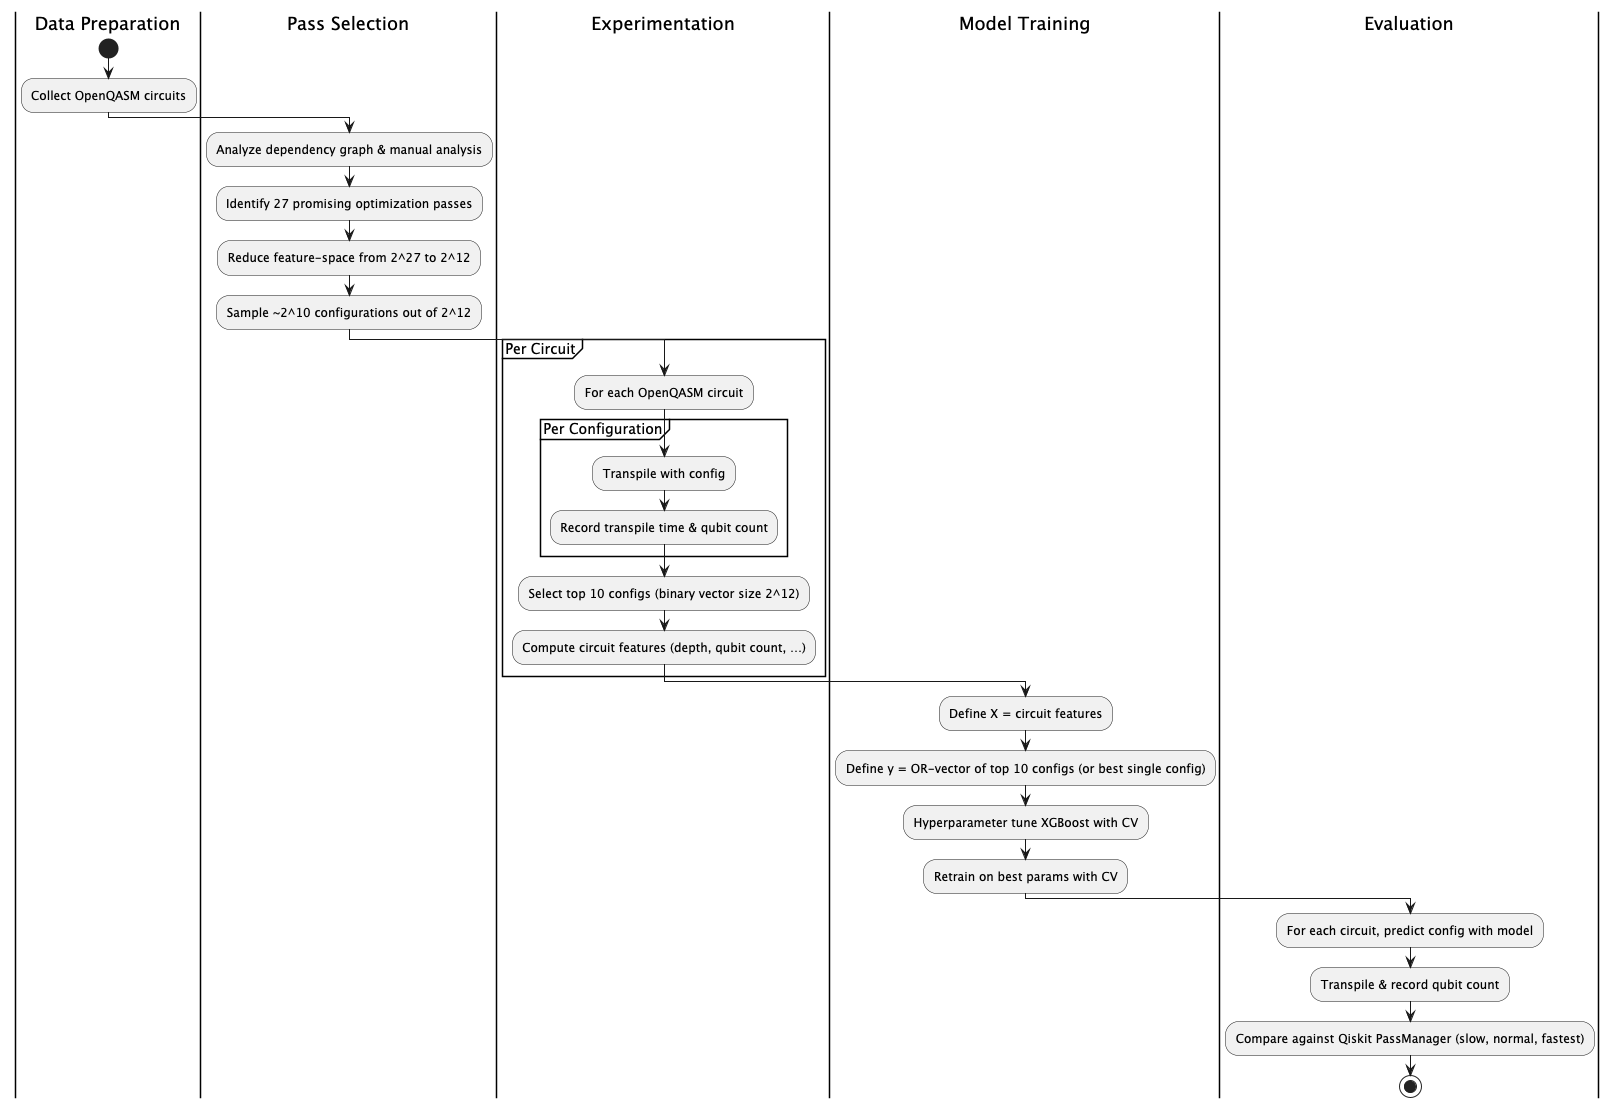 Data Preparation
Pass Selection
Experimentation
Model Training
Evaluation
Collect OpenQASM circuits
Analyze dependency graph & manual analysis
Identify 27 promising optimization passes
Reduce feature-space from 2^27 to 2^12
Sample ~2^10 configurations out of 2^12
Per Circuit
For each OpenQASM circuit
Per Configuration
Transpile with config
Record transpile time & qubit count
Select top 10 configs (binary vector size 2^12)
Compute circuit features (depth, qubit count, ...)
Define X = circuit features
Define y = OR-vector of top 10 configs (or best single config)
Hyperparameter tune XGBoost with CV
Retrain on best params with CV
For each circuit, predict config with model
Transpile & record qubit count
Compare against Qiskit PassManager (slow, normal, fastest)